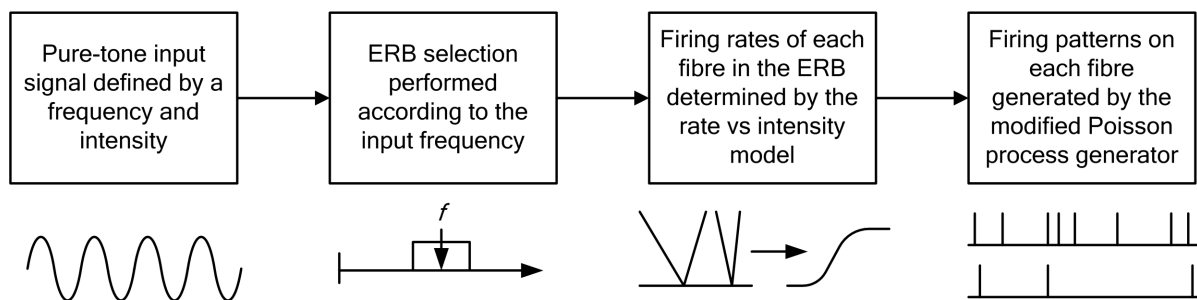 Pure-tone input
signal defined by a
frequency and
intensity
ERB selection
performed
according to the
input frequency
Firing rates of each
fibre in the ERB
determined by the
rate vs intensity
model
Firing patterns on
each fibre
generated by the
modified Poisson
process generator
f